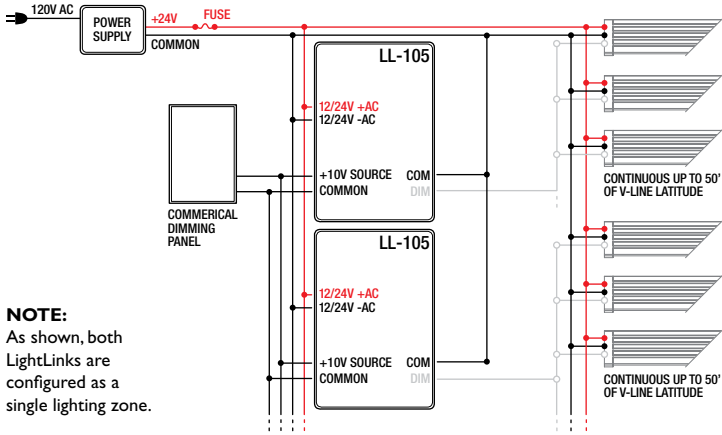 120V AC
POWER
SUPPLY
+24V
FUSE
COMMON
LL-105
12/24V +AC
12/24V -AC
+10V SOURCE
COM
COMMON
DIM
COMMERICAL
DIMMING
PANEL
CONTINUOUS UP TO 50'
OF V-LINE LATITUDE
LL-105
12/24V +AC
12/24V -AC
+10V SOURCE
COM
COMMON
DIM
CONTINUOUS UP TO 50'
OF V-LINE LATITUDE
NOTE:
As shown, both
LightLinks are
configured as a
single lighting zone.